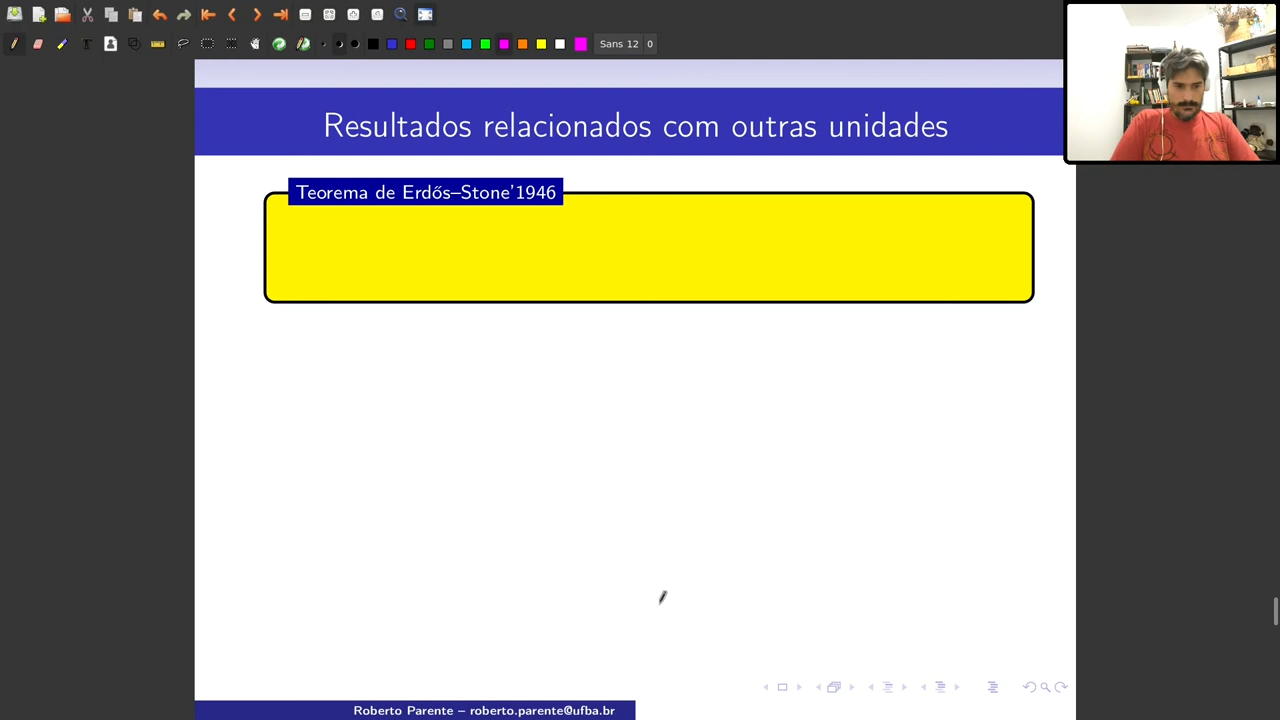 Sans 12 0
Resultados relacionados com outras unidades
Teorema de Erdős–Stone'1946
Roberto Parente – roberto.parente@ufba.br